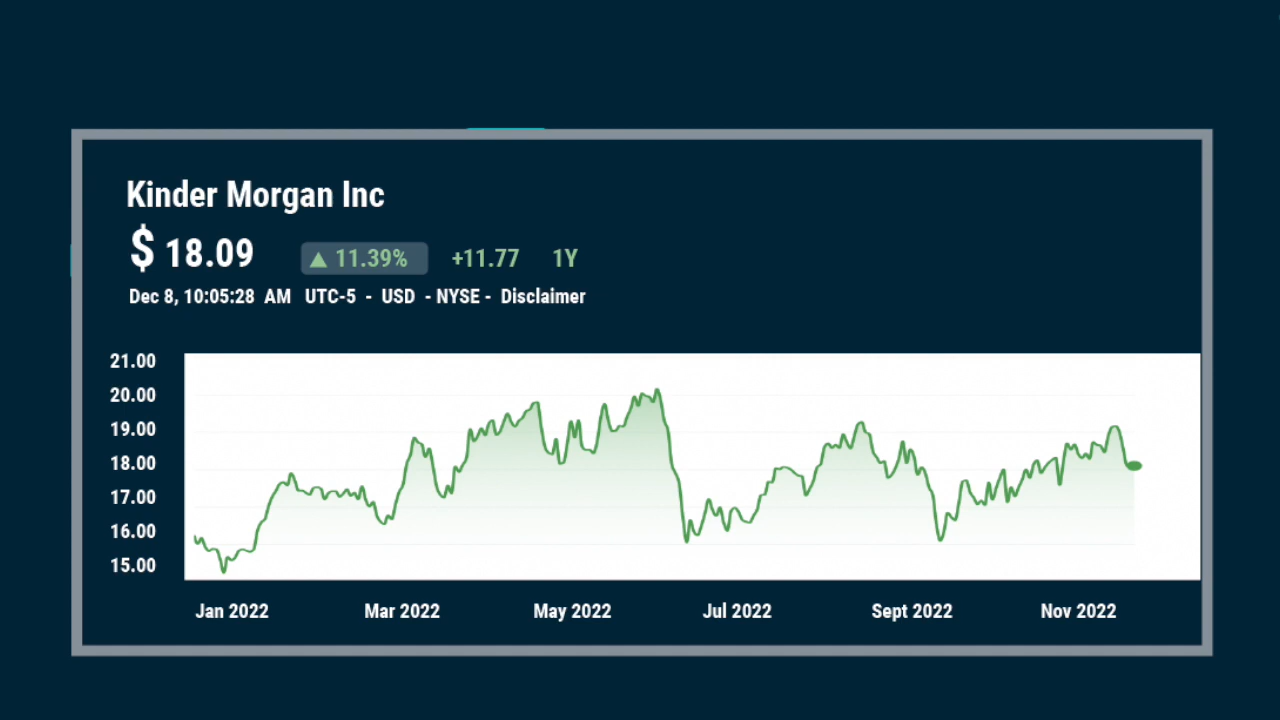 Kinder Morgan Inc
$ 18.09 ▲ 11.39% +11.77 1Y
Dec 8, 10:05:28 AM UTC-5 - USD - NYSE - Disclaimer
21.00
20.00
19.00
18.00
17.00
16.00
15.00
Jan 2022 Mar 2022 May 2022 Jul 2022 Sept 2022 Nov 2022